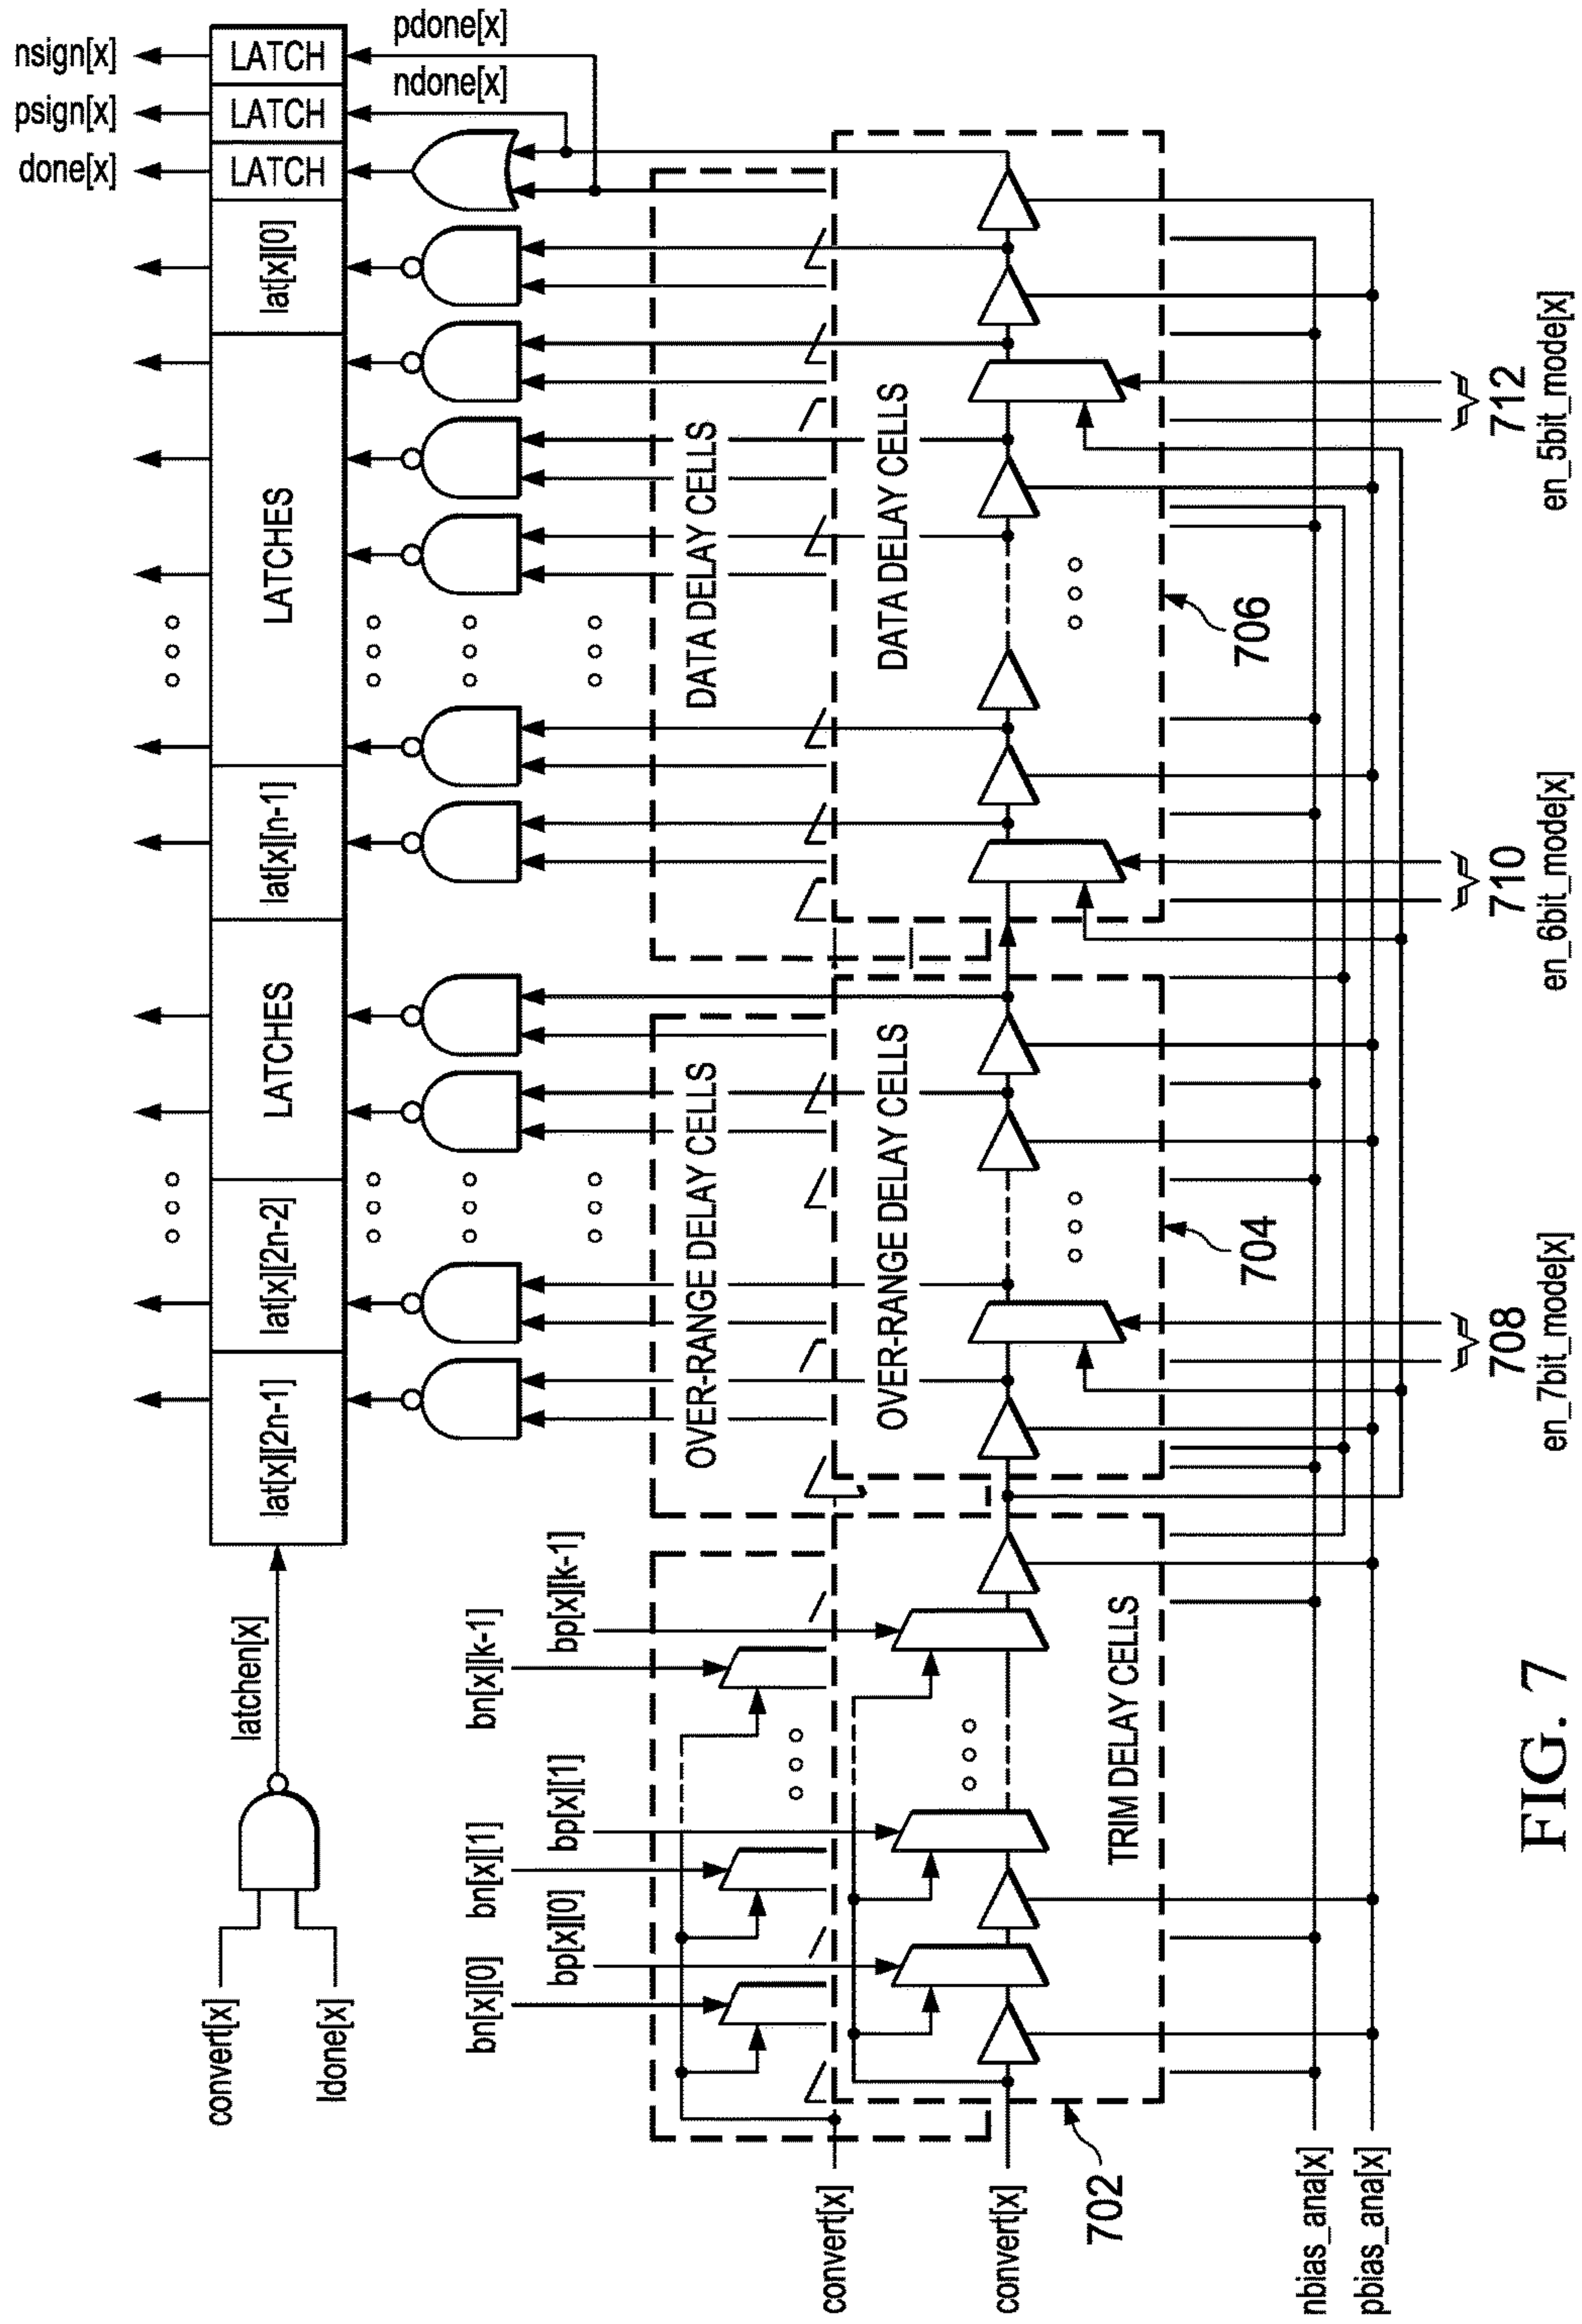 nsign[x]
psign[x]
done[x]
LATCH
LATCH
LATCH
lat[x][0]
LATCHES
lat[x][n-1]
LATCHES
lat[x][2n-2]
lat[x][2n-1]
latchen[x]
convert[x]
ldone[x]
pdone[x]
ndone[x]
DATA DELAY CELLS
DATA DELAY CELLS
OVER-RANGE DELAY CELLS
OVER-RANGE DELAY CELLS
TRIM DELAY CELLS
bn[x][0]
bp[x][0]
bn[x][1]
bp[x][1]
bn[x][k-1]
bp[x][k-1]
convert[x]
convert[x]
702
704
706
nbias_ana[x]
pbias_ana[x]
708
en_7bit_mode[x]
710
en_6bit_mode[x]
712
en_5bit_mode[x]
FIG. 7